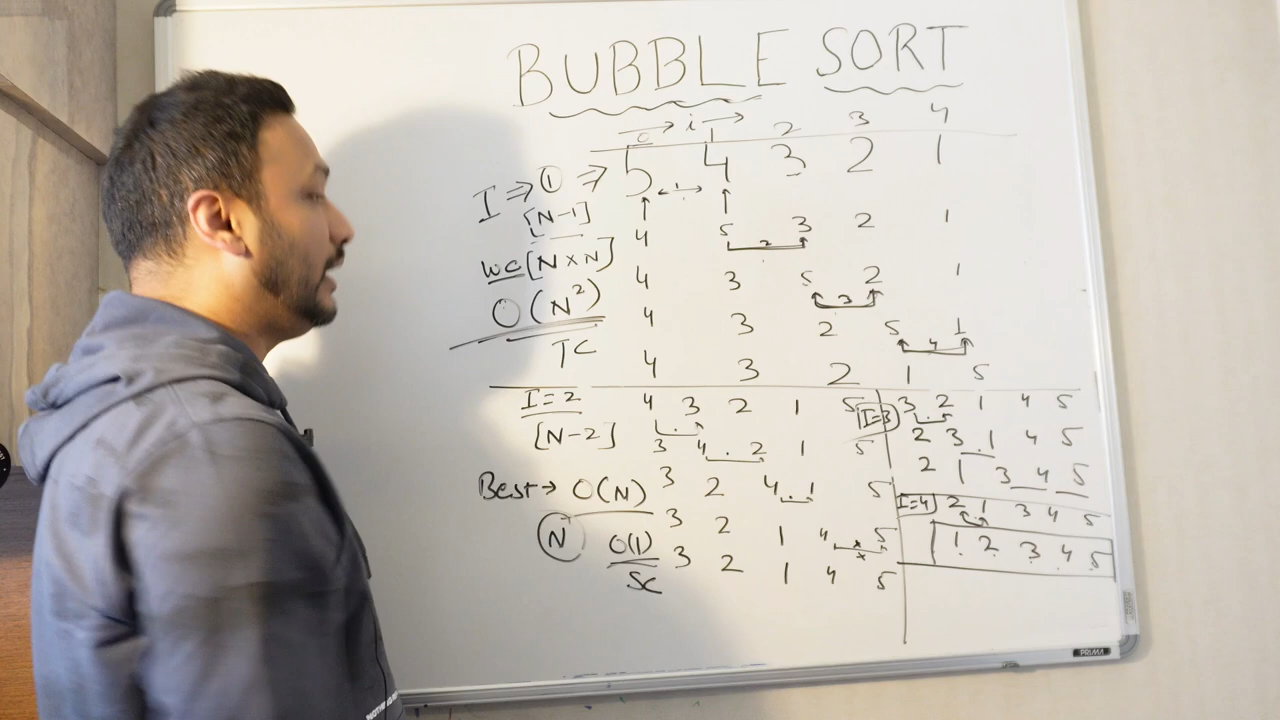 BUBBLE SORT
→ i →
0 1 2 3 4
I ⇒ ① ⇒ 5 4 3 2 1
[N-1]
4 5 3 2 1
WC [N×N]
4 3 5 2 1
O(N²)
4 3 2 5 1
TC
4 3 2 1 5
I=2 4 3 2 1 5
[N-2] 3 4 2 1 5
Best → O(N) 3 2 4 1 5
N 3 2 1 4 5
O(1) 3 2 1 4 5
SC
I=3 3 2 1 4 5
2 3 1 4 5
2 1 3 4 5
I=4 2 1 3 4 5
1 2 3 4 5
PRIMA